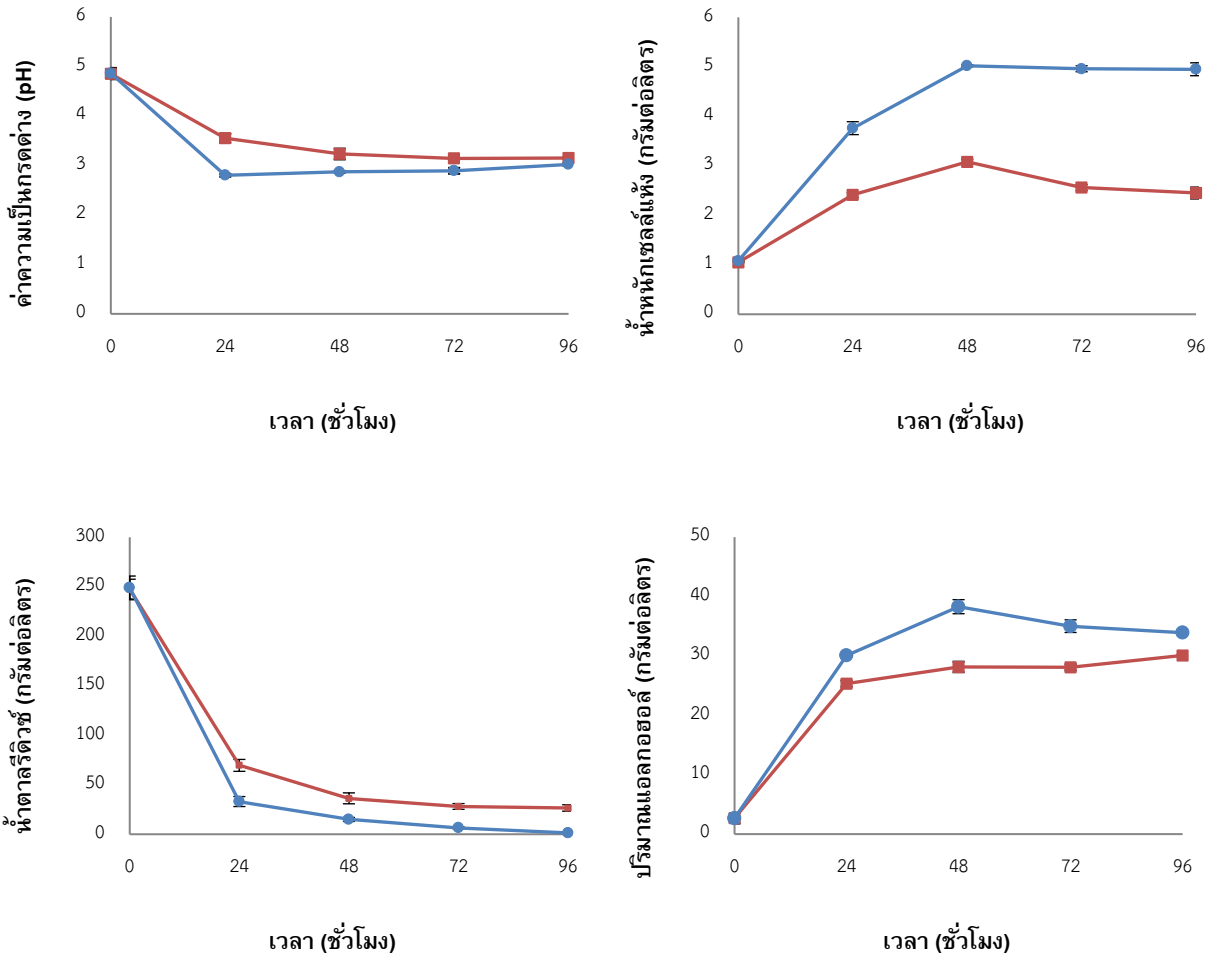 ค่าความเป็นกรดด่าง (pH)
6
5
4
3
2
1
0
0 24 48 72 96
เวลา (ชั่วโมง)
น้ำหนักเซลล์แห้ง (กรัมต่อลิตร)
6
5
4
3
2
1
0
0 24 48 72 96
เวลา (ชั่วโมง)
น้ำตาลรีดิวซ์ (กรัมต่อลิตร)
300
250
200
150
100
50
0
0 24 48 72 96
เวลา (ชั่วโมง)
ปริมาณแอลกอฮอล์ (กรัมต่อลิตร)
50
40
30
20
10
0
0 24 48 72 96
เวลา (ชั่วโมง)